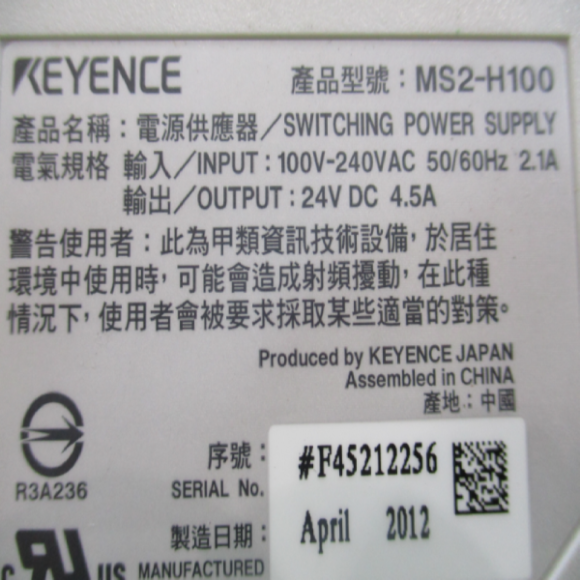 KEYENCE 產品型號：MS2-H100
產品名稱：電源供應器／SWITCHING POWER SUPPLY
電氣規格 輸入／INPUT：100V-240VAC 50/60Hz 2.1A
輸出／OUTPUT：24V DC 4.5A
警告使用者：此為甲類資訊技術設備，於居住
環境中使用時，可能會造成射頻擾動，在此種
情況下，使用者會被要求採取某些適當的對策。
Produced by KEYENCE JAPAN
Assembled in CHINA
產地：中國
R3A236
序號：
SERIAL No.
#F45212256
製造日期：
MANUFACTURED
April 2012
c RU US